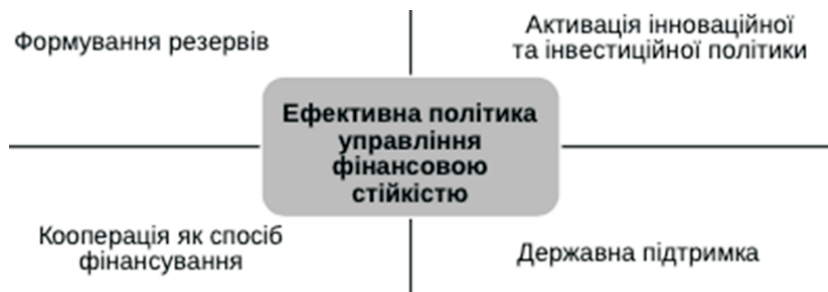 Формування резервів
Активація інноваційної
та інвестиційної політики
Ефективна політика
управління
фінансовою
стійкістю
Кооперація як спосіб
фінансування
Державна підтримка